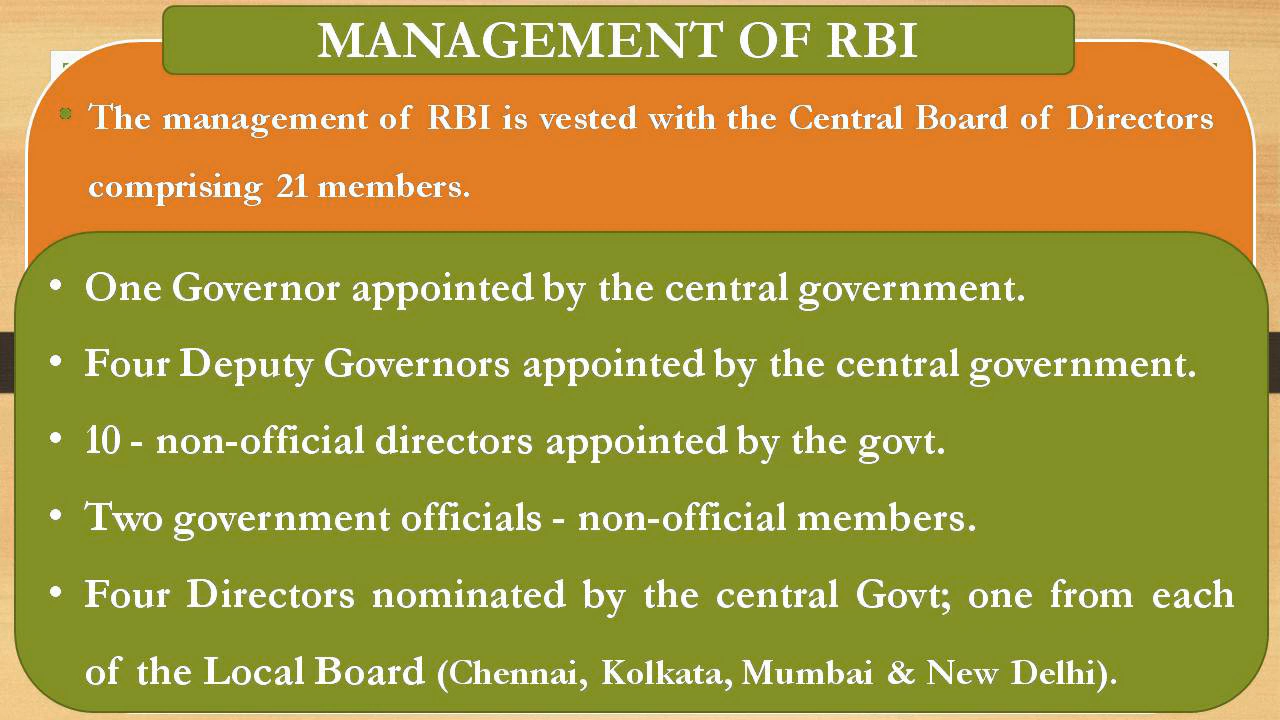 MANAGEMENT OF RBI
The management of RBI is vested with the Central Board of Directors
comprising 21 members.
• One Governor appointed by the central government.
• Four Deputy Governors appointed by the central government.
• 10 - non-official directors appointed by the govt.
• Two government officials - non-official members.
• Four Directors nominated by the central Govt; one from each
of the Local Board (Chennai, Kolkata, Mumbai & New Delhi).